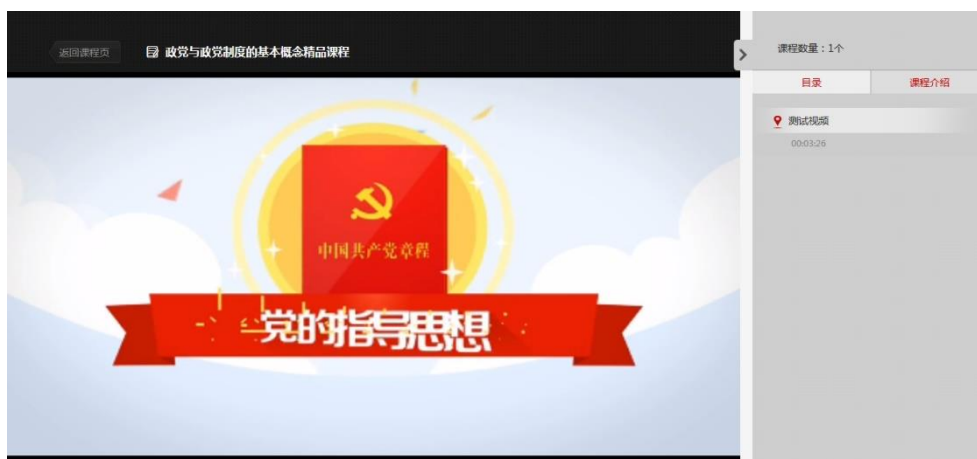 返回课程页
政党与政党制度的基本概念精品课程
课程数量：1个
目录
课程介绍
测试视频
00:03:26
中国共产党章程
党的指导思想